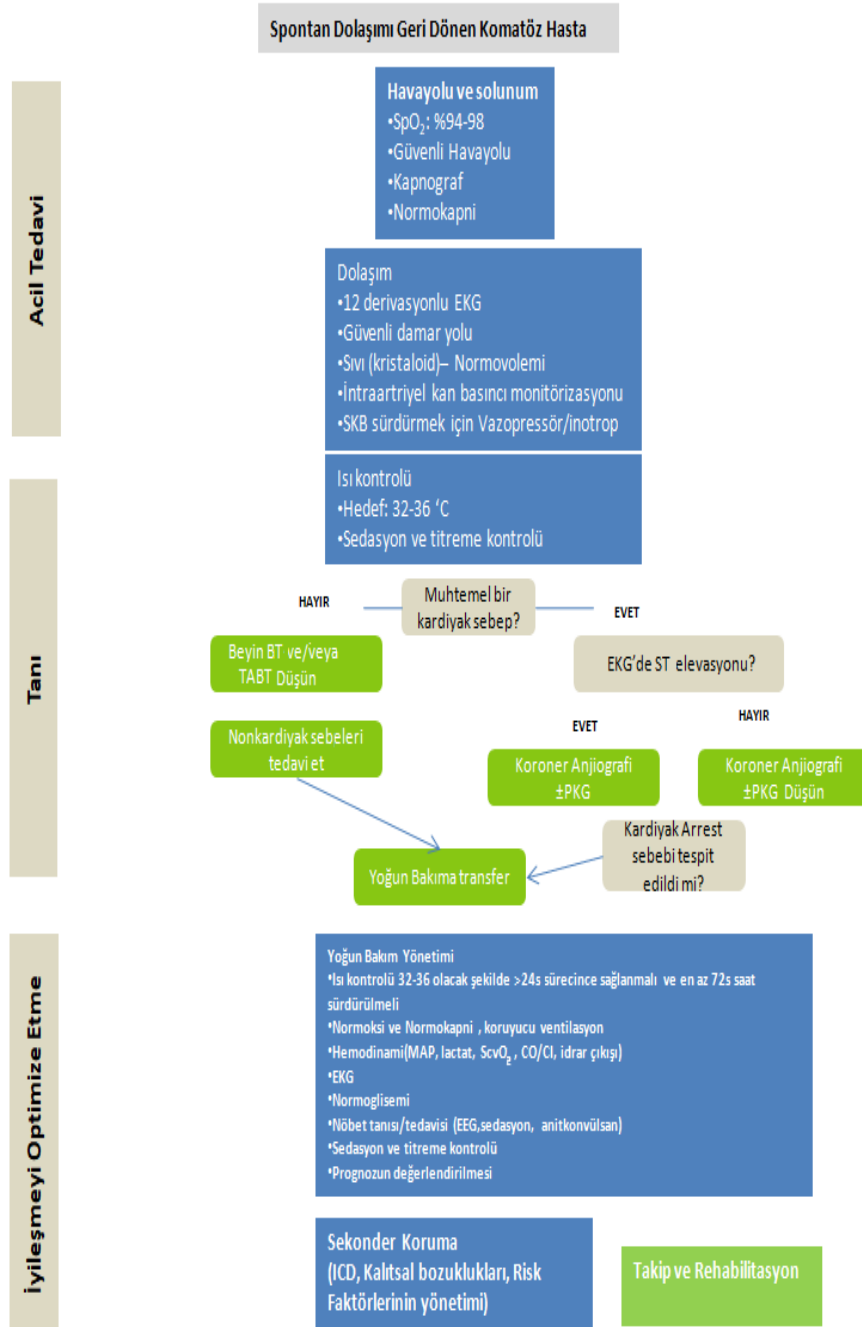 Spontan Dolaşımı Geri Dönen Komatöz Hasta
Acil Tedavi
Havayolu ve solunum
•SpO₂: %94-98
•Güvenli Havayolu
•Kapnograf
•Normokapni
Dolaşım
•12 derivasyonlu EKG
•Güvenli damar yolu
•Sıvı (kristaloid)– Normovolemi
•İntraartriyel kan basıncı monitörizasyonu
•SKB sürdürmek için Vazopressör/inotrop
Tanı
Isı kontrolü
•Hedef: 32-36 ‘C
•Sedasyon ve titreme kontrolü
Muhtemel bir
kardiyak sebep?
HAYIR
EVET
Beyin BT ve/veya
TABT Düşün
EKG’de ST elevasyonu?
Nonkardiyak sebeleri
tedavi et
EVET
HAYIR
Koroner Anjiografi
±PKG
Koroner Anjiografi
±PKG Düşün
Kardiyak Arrest
sebebi tespit
edildi mi?
Yoğun Bakıma transfer
İyileşmeyi Optimize Etme
Yoğun Bakım Yönetimi
•Isı kontrolü 32-36 olacak şekilde >24s sürecince sağlanmalı ve en az 72s saat
sürdürülmeli
•Normoksi ve Normokapni , koruyucu ventilasyon
•Hemodinami(MAP, lactat, ScvO₂ , CO/CI, idrar çıkışı)
•EKG
•Normoglisemi
•Nöbet tanısı/tedavisi (EEG,sedasyon, anitkonvülsan)
•Sedasyon ve titreme kontrolü
•Prognozun değerlendirilmesi
Sekonder Koruma
(ICD, Kalıtsal bozuklukları, Risk
Faktörlerinin yönetimi)
Takip ve Rehabilitasyon